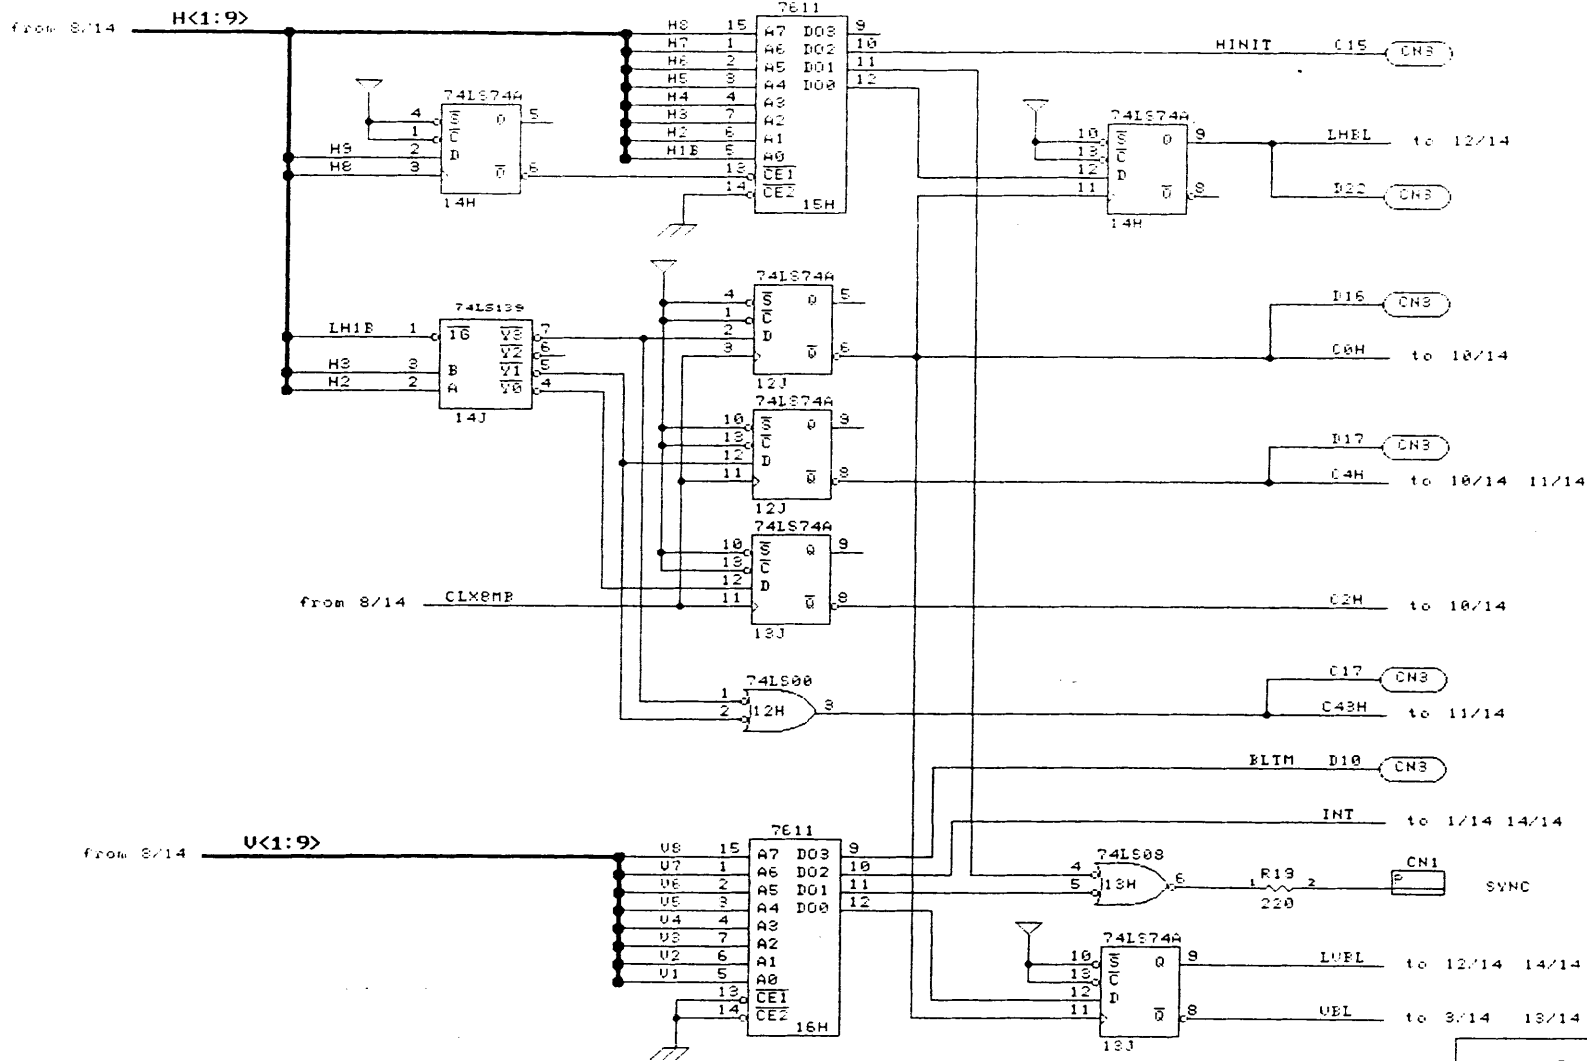 from 8/14 H<1:9>
7611
H8 15 A7 DO3 9
H7 1 A6 DO2 10 HINIT C15 CN3
H6 2 A5 DO1 11
H5 3 A4 DO0 12
H4 4 A3
H3 7 A2
H2 6 A1
H1B 5 A0
13 CE1
14 CE2
15H
74LS74A
4 S Q 5
1 C
H9 2 D
H8 3 Q 6
14H
74LS74A
10 S Q 9 LHBL to 12/14
13 C
12 D
11 Q 8 D22 CN3
14H
74LS139
LH1B 1 1G Y3 7
Y2 6
H3 3 B Y1 5
H2 2 A Y0 4
14J
74LS74A
4 S Q 5 D16 CN3
1 C
2 D
3 Q 6 C0H to 10/14
12J
74LS74A
10 S Q 9 D17 CN3
13 C
12 D
11 Q 8 C4H to 10/14 11/14
12J
74LS74A
10 S Q 9
13 C
12 D
from 8/14 CLX8MB 11 Q 8 C2H to 10/14
13J
74LS00
1
2 12H 3
C17 CN3
C43H to 11/14
BLTM D10 CN3
INT to 1/14 14/14
from 8/14 V<1:9>
7611
V8 15 A7 DO3 9
V7 1 A6 DO2 10
V6 2 A5 DO1 11
V5 3 A4 DO0 12
V4 4 A3
V3 7 A2
V2 6 A1
V1 5 A0
13 CE1
14 CE2
16H
74LS08
4
5 13H 6
1 R19 2
220
CN1
P SYNC
74LS74A
10 S Q 9 LVBL to 12/14 14/14
13 C
12 D
11 Q 8 VBL to 3/14 13/14
13J